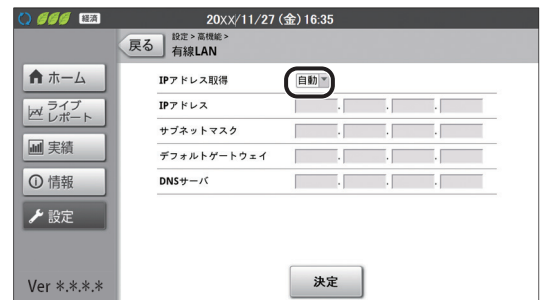 経済
20XX/11/27 (金) 16:35
戻る
設定 > 高機能 >
有線LAN
ホーム
ライブ
レポート
実績
情報
設定
Ver *.*.*.*
IPアドレス取得
自動
IPアドレス
. . .
サブネットマスク
. . .
デフォルトゲートウェイ
. . .
DNSサーバ
. . .
決定